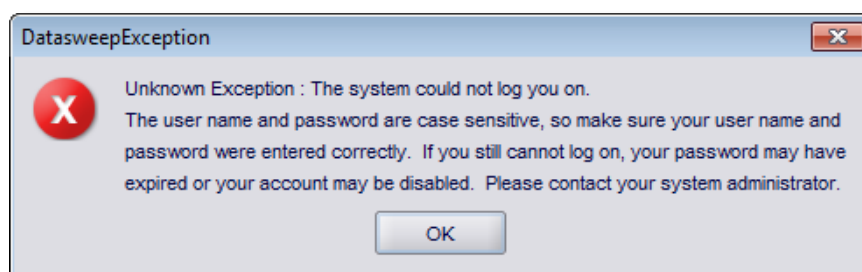 DatasweepException
Unknown Exception : The system could not log you on.
The user name and password are case sensitive, so make sure your user name and
password were entered correctly.  If you still cannot log on, your password may have
expired or your account may be disabled.  Please contact your system administrator.
OK